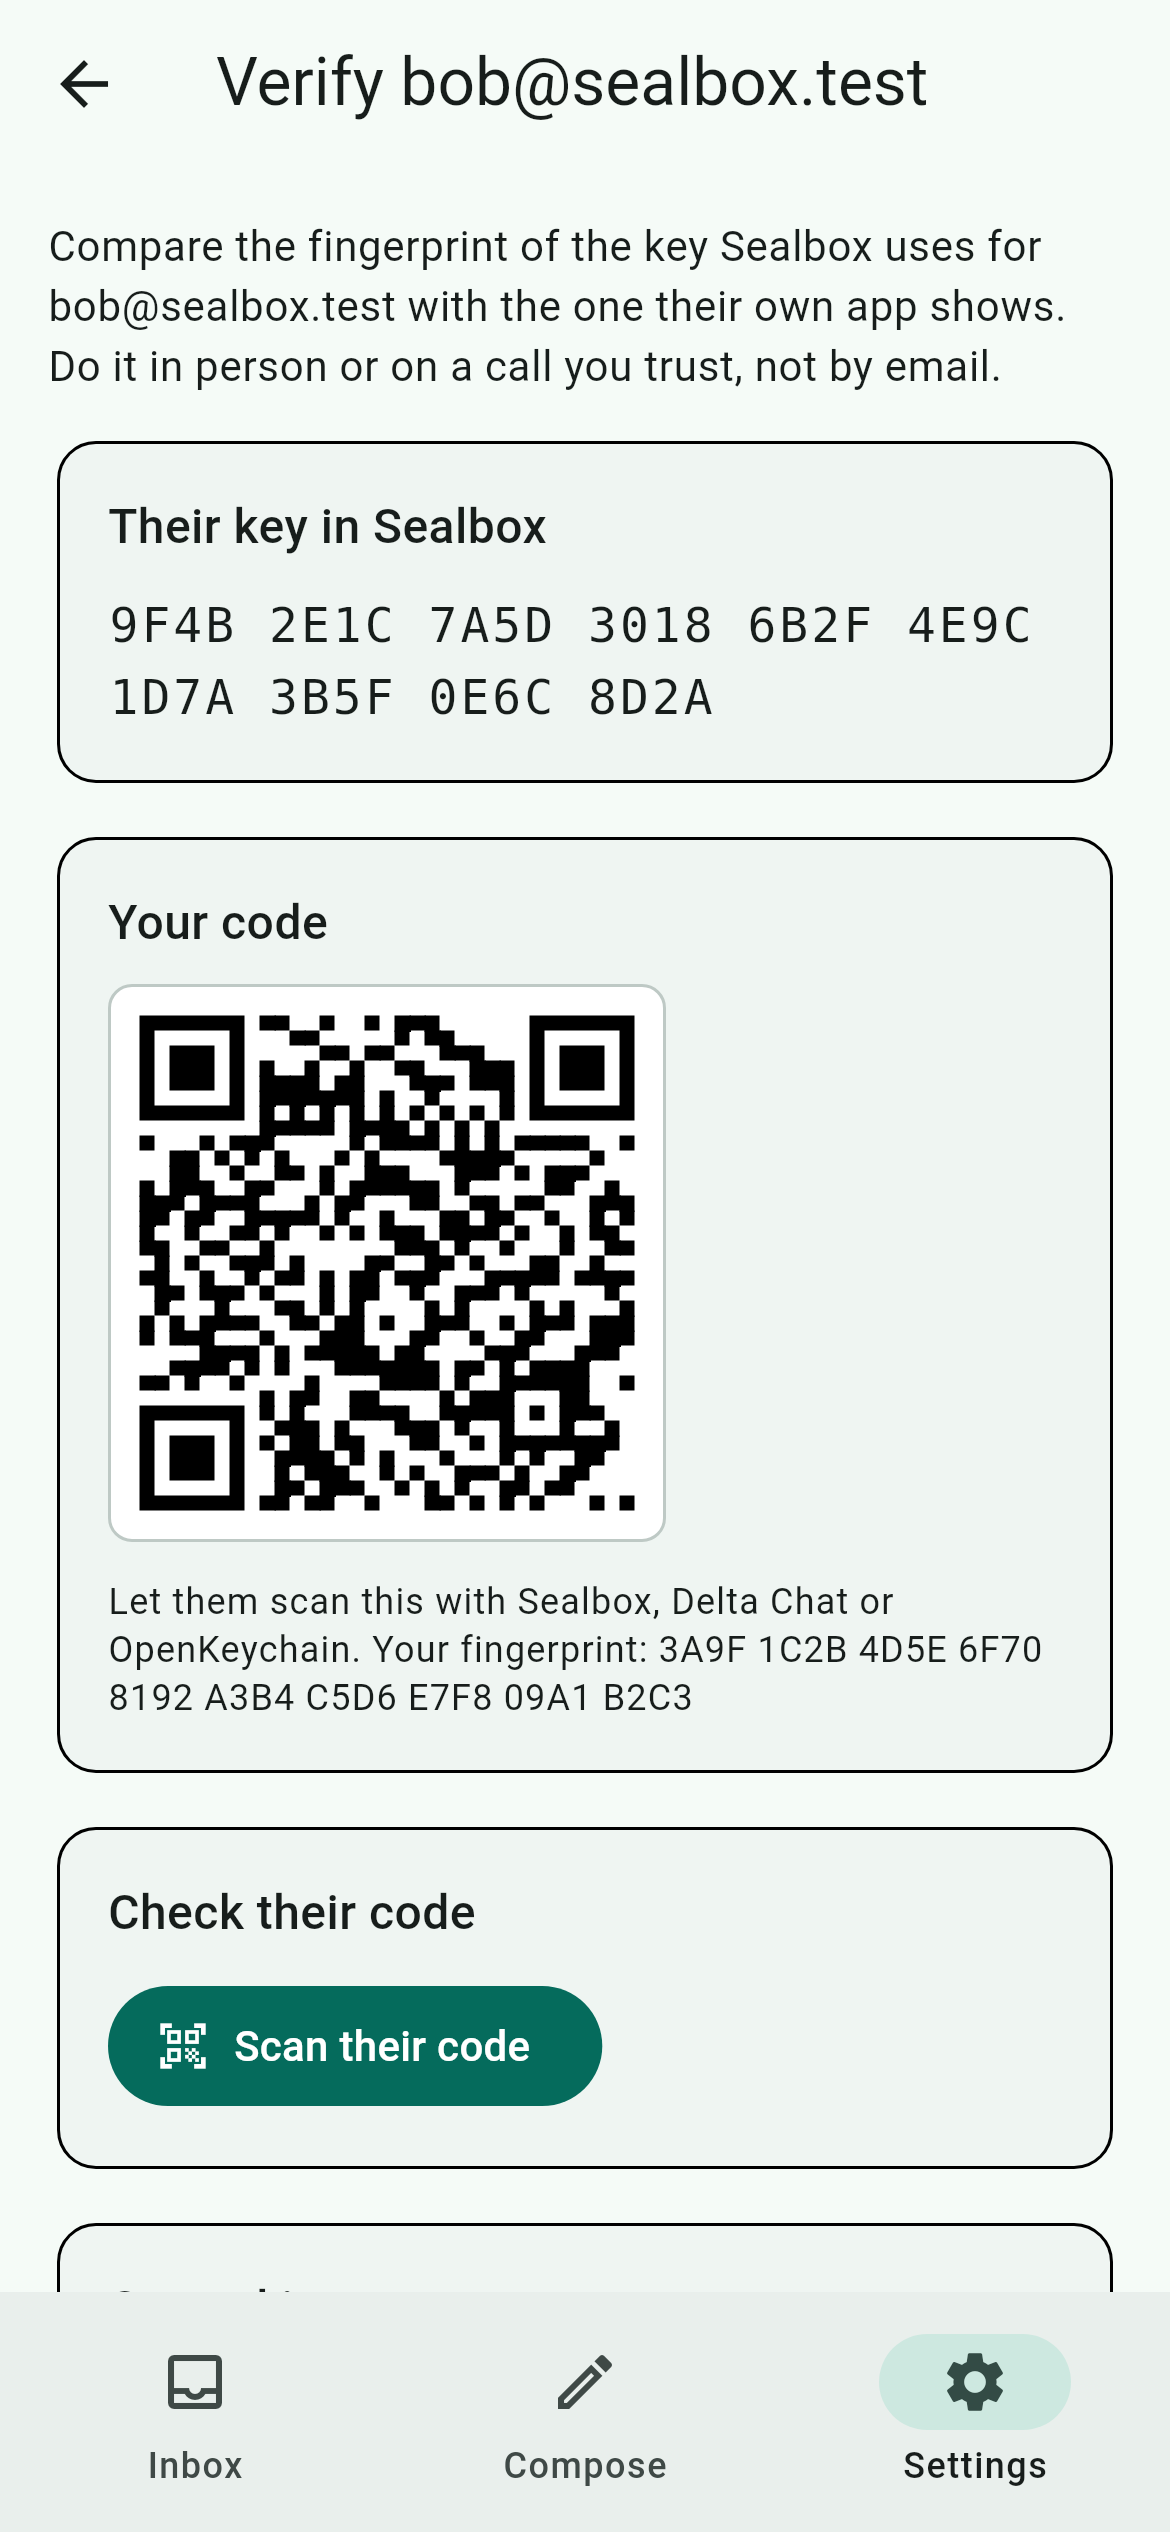 Verify bob@sealbox.test
Compare the fingerprint of the key Sealbox uses for
bob@sealbox.test with the one their own app shows.
Do it in person or on a call you trust, not by email.
Their key in Sealbox
9F4B 2E1C 7A5D 3018 6B2F 4E9C
1D7A 3B5F 0E6C 8D2A
Your code
Let them scan this with Sealbox, Delta Chat or
OpenKeychain. Your fingerprint: 3A9F 1C2B 4D5E 6F70
8192 A3B4 C5D6 E7F8 09A1 B2C3
Check their code
Scan their code
Inbox
Compose
Settings